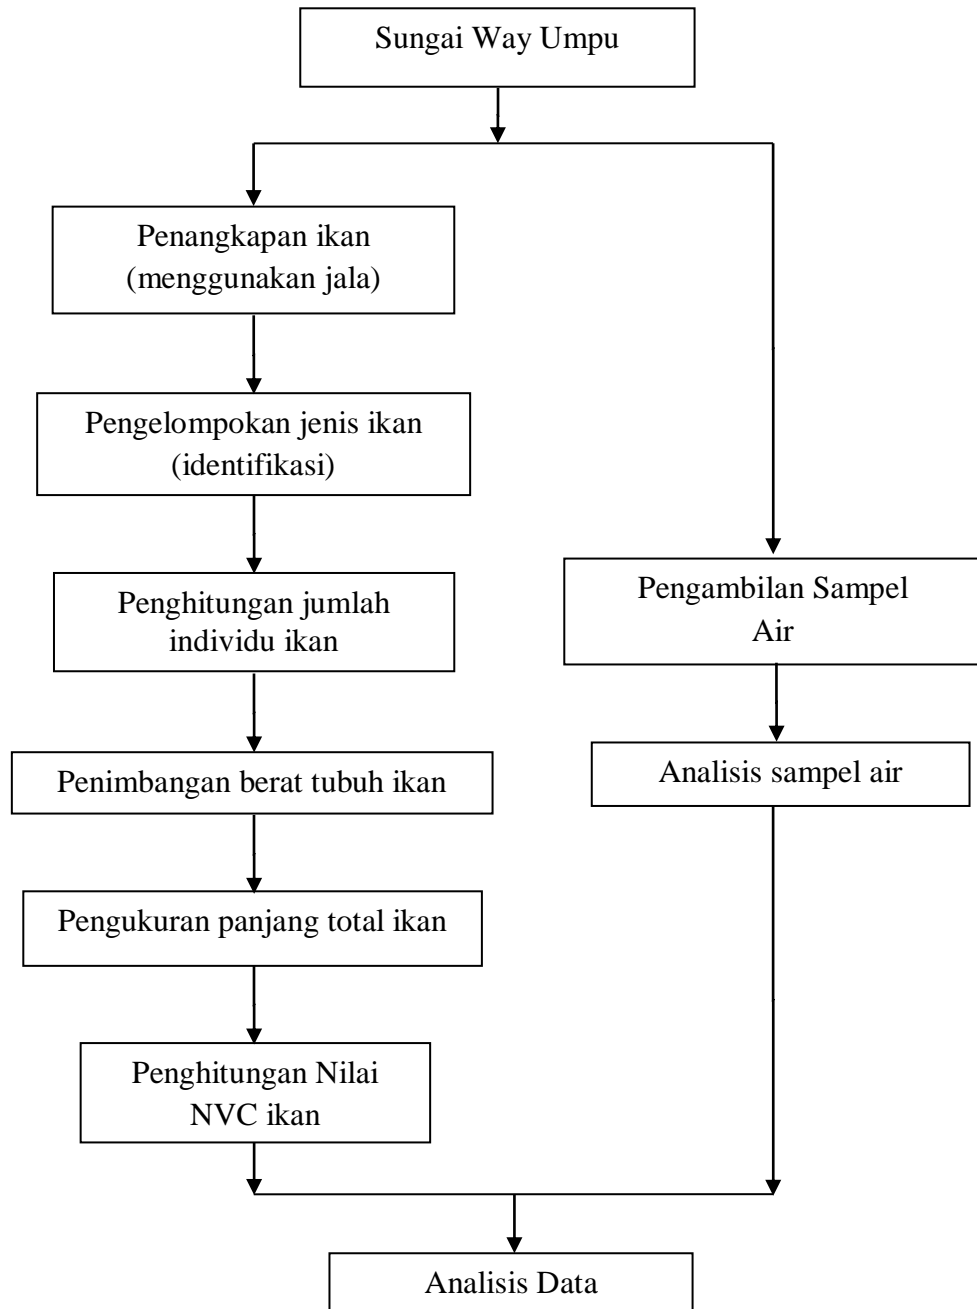 Sungai Way Umpu
Penangkapan ikan
(menggunakan jala)
Pengelompokan jenis ikan
(identifikasi)
Penghitungan jumlah
individu ikan
Penimbangan berat tubuh ikan
Pengukuran panjang total ikan
Penghitungan Nilai
NVC ikan
Pengambilan Sampel
Air
Analisis sampel air
Analisis Data